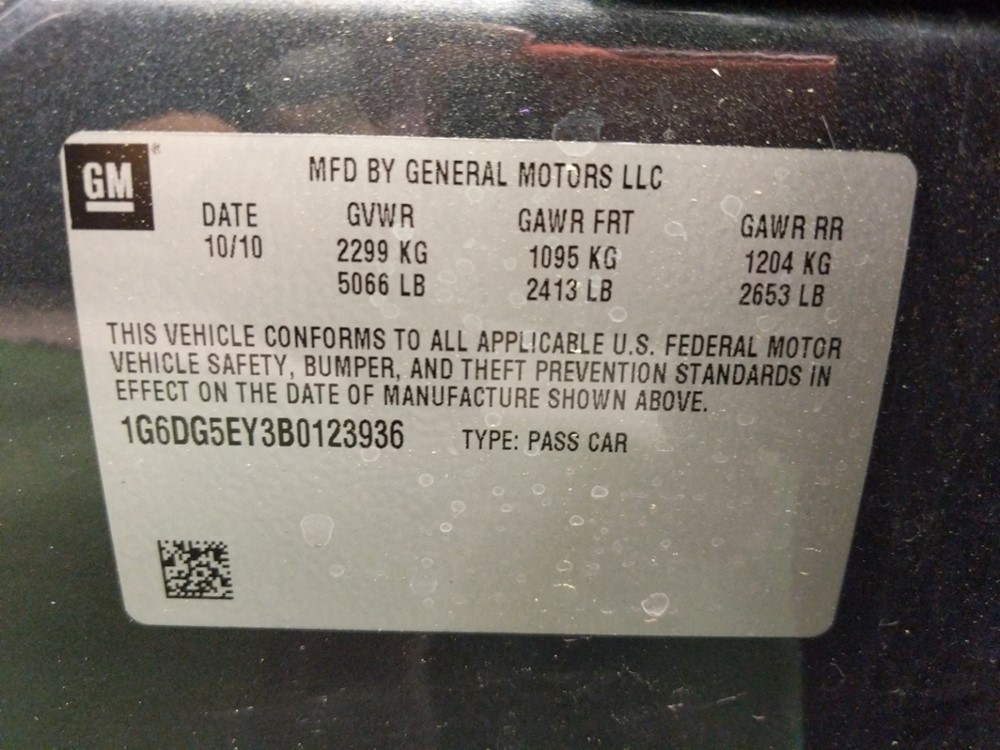 GM
MFD BY GENERAL MOTORS LLC
DATE GVWR GAWR FRT GAWR RR
10/10 2299 KG 1095 KG 1204 KG
5066 LB 2413 LB 2653 LB
THIS VEHICLE CONFORMS TO ALL APPLICABLE U.S. FEDERAL MOTOR
VEHICLE SAFETY, BUMPER, AND THEFT PREVENTION STANDARDS IN
EFFECT ON THE DATE OF MANUFACTURE SHOWN ABOVE.
1G6DG5EY3B0123936 TYPE: PASS CAR